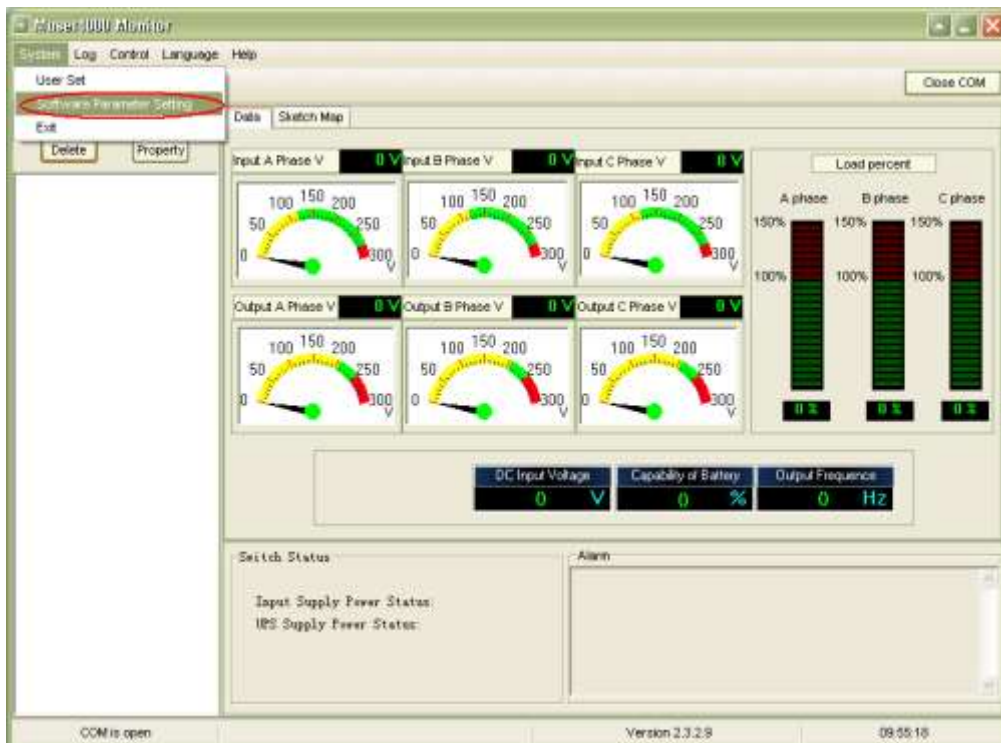 Muser4000 Monitor
System Log Control Language Help
User Set
Software Parameter Setting
Exit
Close COM
Delete Property
Data Sketch Map
Input A Phase V 0 V Input B Phase V 0 V Input C Phase V 0 V
0 50 100 150 200 250 300 V
0 50 100 150 200 250 300 V
0 50 100 150 200 250 300 V
Output A Phase V 0 V Output B Phase V 0 V Output C Phase V 0 V
0 50 100 150 200 250 300 V
0 50 100 150 200 250 300 V
0 50 100 150 200 250 300 V
Load percent
A phase B phase C phase
150% 150% 150%
100% 100% 100%
0 % 0 % 0 %
DC Input Voltage Capability of Battery Output Frequence
0 V 0 % 0 Hz
Switch Status
Input Supply Power Status:
UPS Supply Power Status:
Alarm
COM is open Version 2.3.2.9 09:55:18